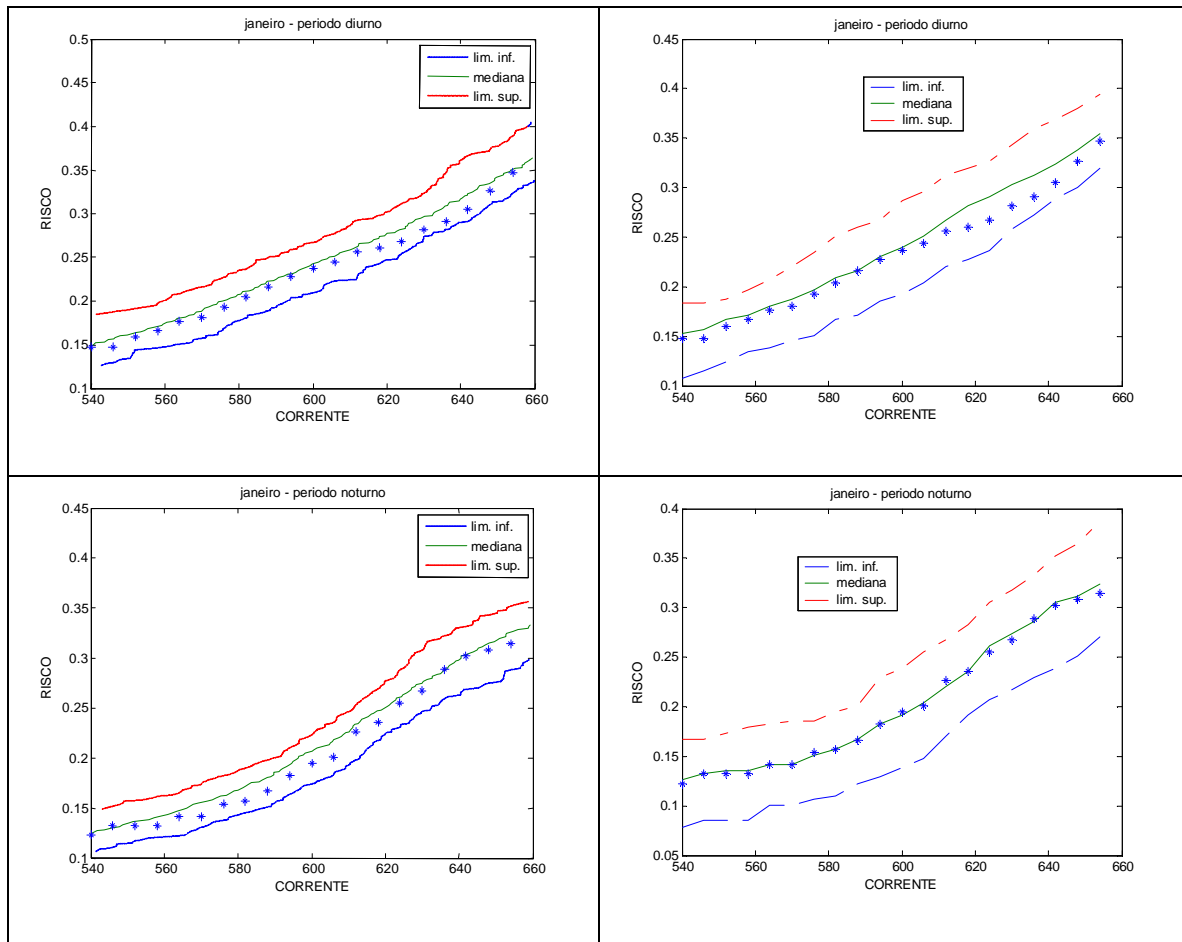 janeiro - periodo diurno
0.5
0.45
0.4
0.35
0.3
0.25
0.2
0.15
0.1
RISCO
lim. inf.
mediana
lim. sup.
540 560 580 600 620 640 660
CORRENTE
janeiro - periodo diurno
0.45
0.4
0.35
0.3
0.25
0.2
0.15
0.1
RISCO
lim. inf.
mediana
lim. sup.
540 560 580 600 620 640 660
CORRENTE
janeiro - periodo noturno
0.45
0.4
0.35
0.3
0.25
0.2
0.15
0.1
RISCO
lim. inf.
mediana
lim. sup.
540 560 580 600 620 640 660
CORRENTE
janeiro - periodo noturno
0.4
0.35
0.3
0.25
0.2
0.15
0.1
0.05
RISCO
lim. inf.
mediana
lim. sup.
540 560 580 600 620 640 660
CORRENTE